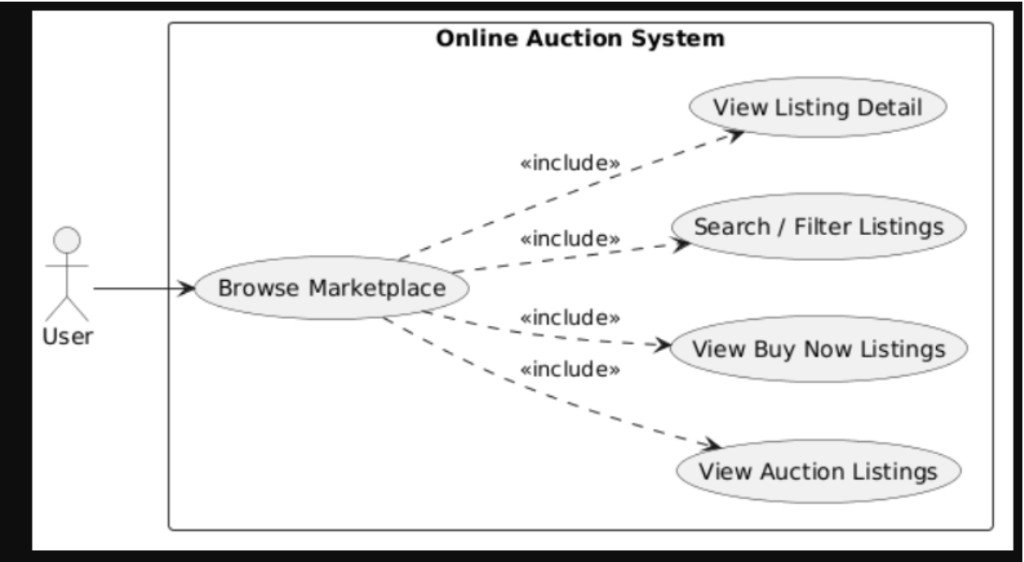 Online Auction System
View Listing Detail
«include»
Search / Filter Listings
«include»
Browse Marketplace
User
«include»
View Buy Now Listings
«include»
View Auction Listings